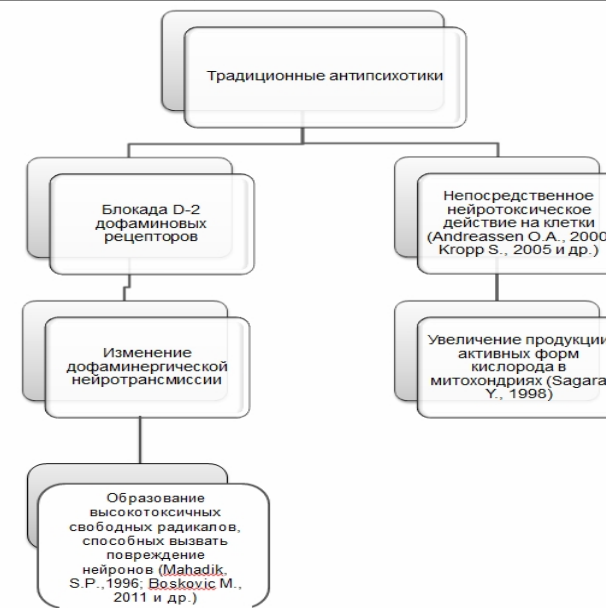 Традиционные антипсихотики
Блокада D-2
дофаминовых
рецепторов
Непосредственное
нейротоксическое
действие на клетки
(Andreassen O.A., 2000
Kropp S., 2005 и др.)
Изменение
дофаминергической
нейротрансмиссии
Увеличение продукции
активных форм
кислорода в
митохондриях (Sagara
Y., 1998)
Образование
высокотоксичных
свободных радикалов,
способных вызвать
повреждение
нейронов (Mahadik,
S.P.,1996; Boskovic M.,
2011 и др.)